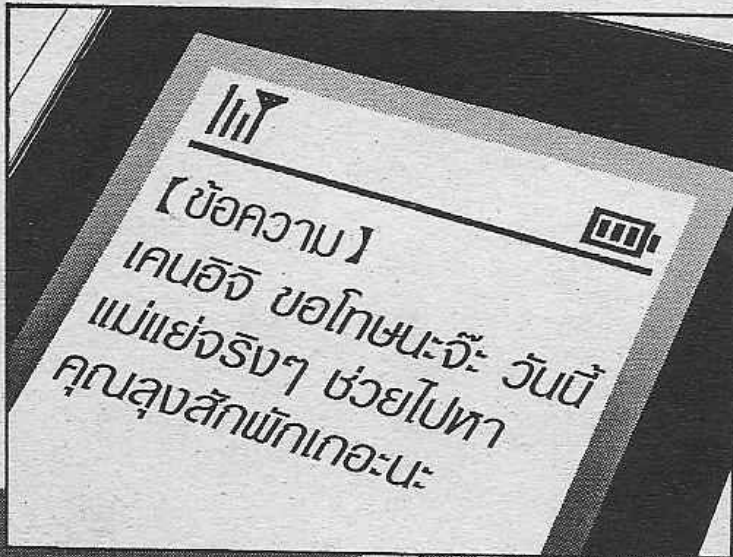 【ข้อความ】
เคนอิจิ ขอโทษนะจ๊ะ วันนี้
แม่แย่จริงๆ ช่วยไปหา
คุณลุงสักพักเถอะนะ